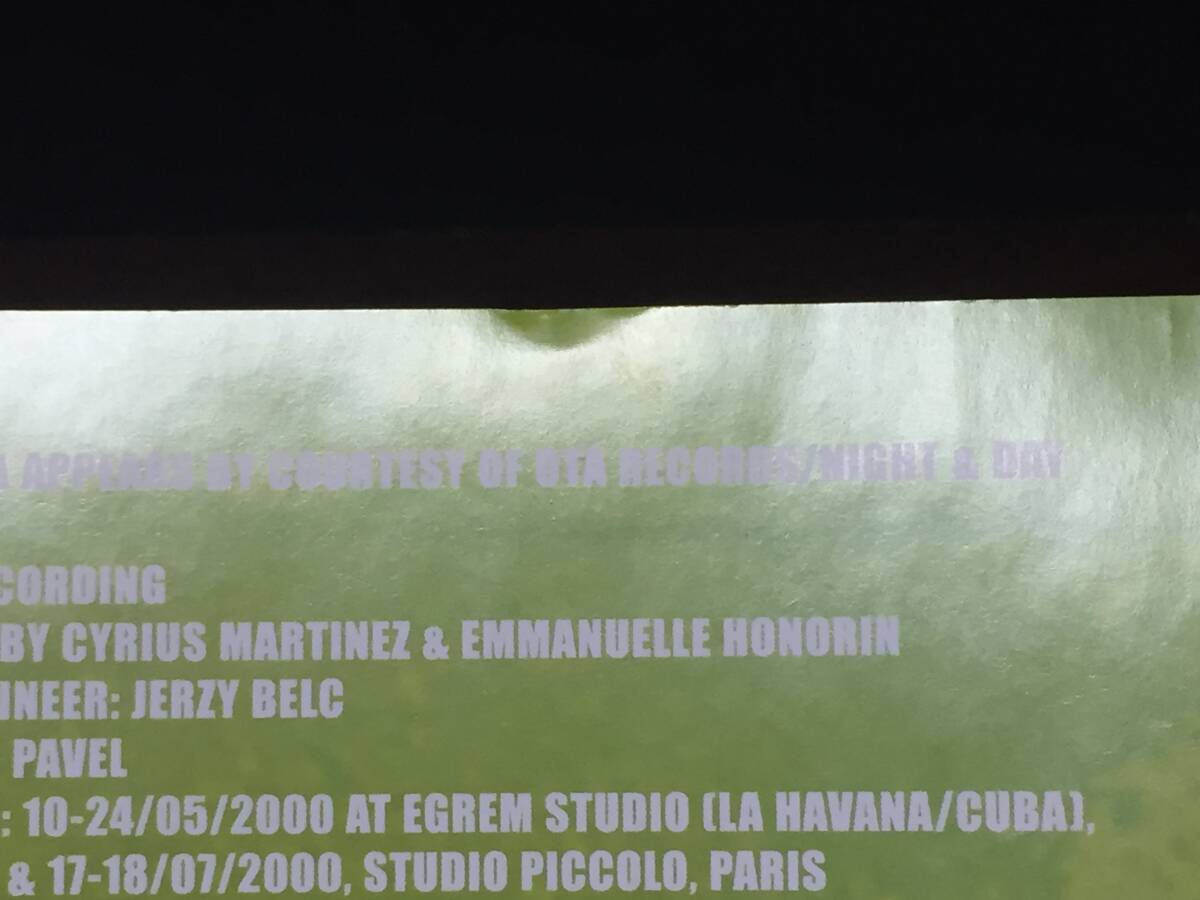 A APPEARS BY COURTESY OF OTA RECORDS/NIGHT & DAY
CORDING
BY CYRIUS MARTINEZ & EMMANUELLE HONORIN
INEER: JERZY BELC
PAVEL
: 10-24/05/2000 AT EGREM STUDIO (LA HAVANA/CUBA),
& 17-18/07/2000, STUDIO PICCOLO, PARIS